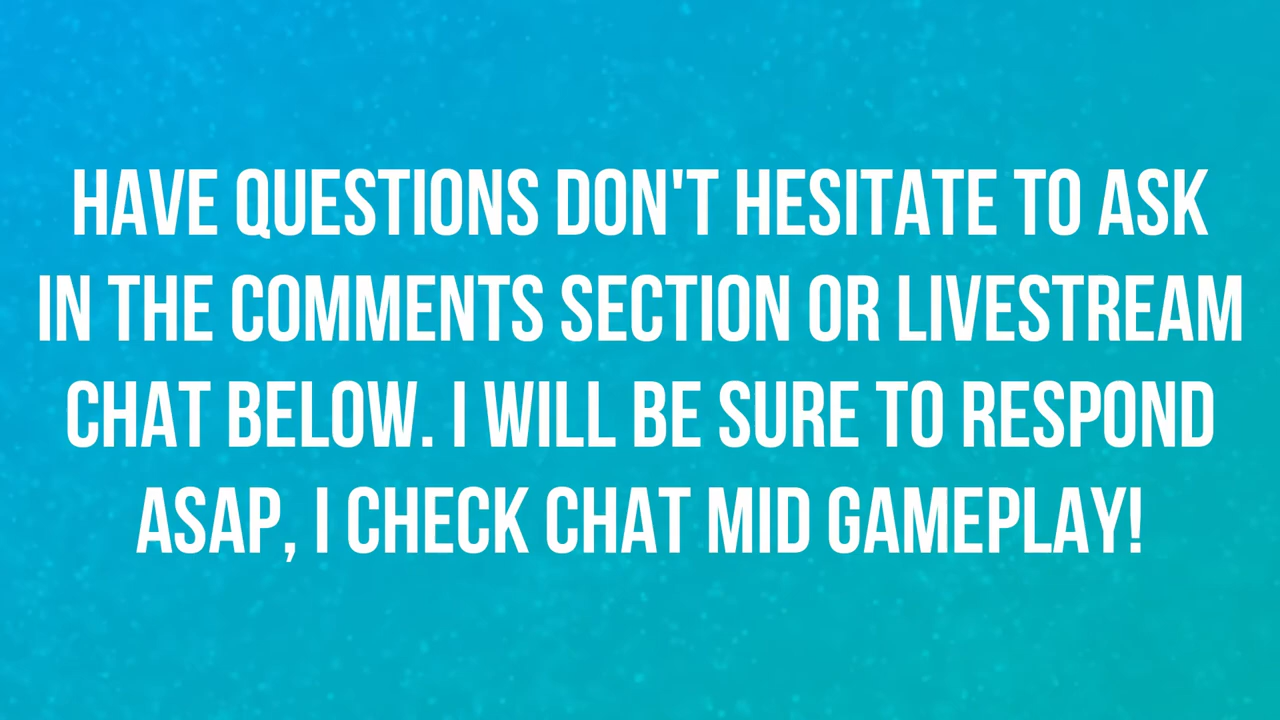 HAVE QUESTIONS DON'T HESITATE TO ASK
IN THE COMMENTS SECTION OR LIVESTREAM
CHAT BELOW. I WILL BE SURE TO RESPOND
ASAP, I CHECK CHAT MID GAMEPLAY!